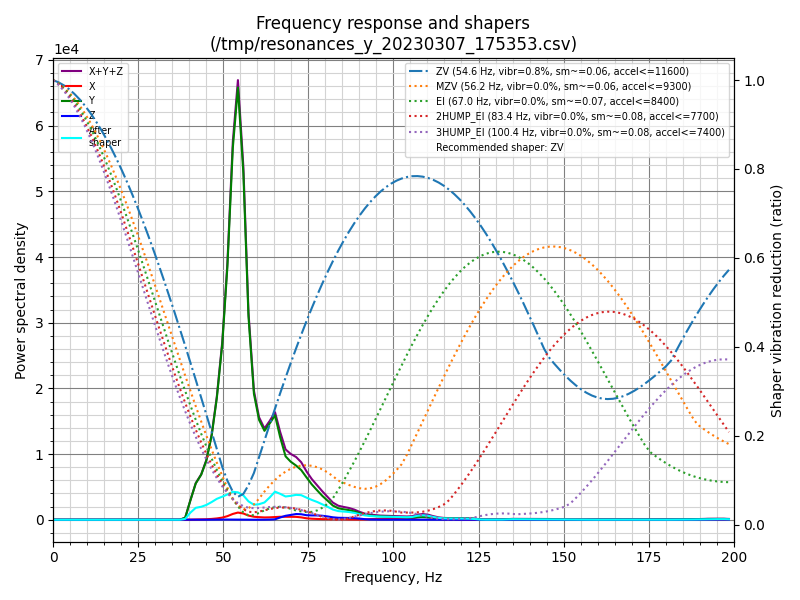 Frequency response and shapers
(/tmp/resonances_y_20230307_175353.csv)
1e4
7
6
5
4
3
2
1
0
Power spectral density
X+Y+Z
X
Y
Z
After
shaper
ZV (54.6 Hz, vibr=0.8%, sm~=0.06, accel<=11600)
MZV (56.2 Hz, vibr=0.0%, sm~=0.06, accel<=9300)
EI (67.0 Hz, vibr=0.0%, sm~=0.07, accel<=8400)
2HUMP_EI (83.4 Hz, vibr=0.0%, sm~=0.08, accel<=7700)
3HUMP_EI (100.4 Hz, vibr=0.0%, sm~=0.08, accel<=7400)
Recommended shaper: ZV
1.0
0.8
0.6
0.4
0.2
0.0
Shaper vibration reduction (ratio)
0 25 50 75 100 125 150 175 200
Frequency, Hz